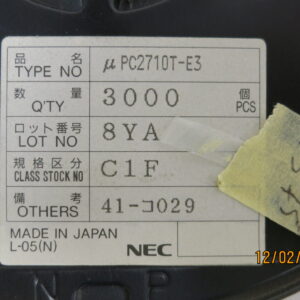 品名 μPC2710T-E3
TYPE NO
数量 3000 個
Q'TY PCS
ロット番号 8YA
LOT NO
規格区分 C1F
CLASS STOCK NO
備考 41-コ029
OTHERS
MADE IN JAPAN
L-05(N) NEC
12/02/